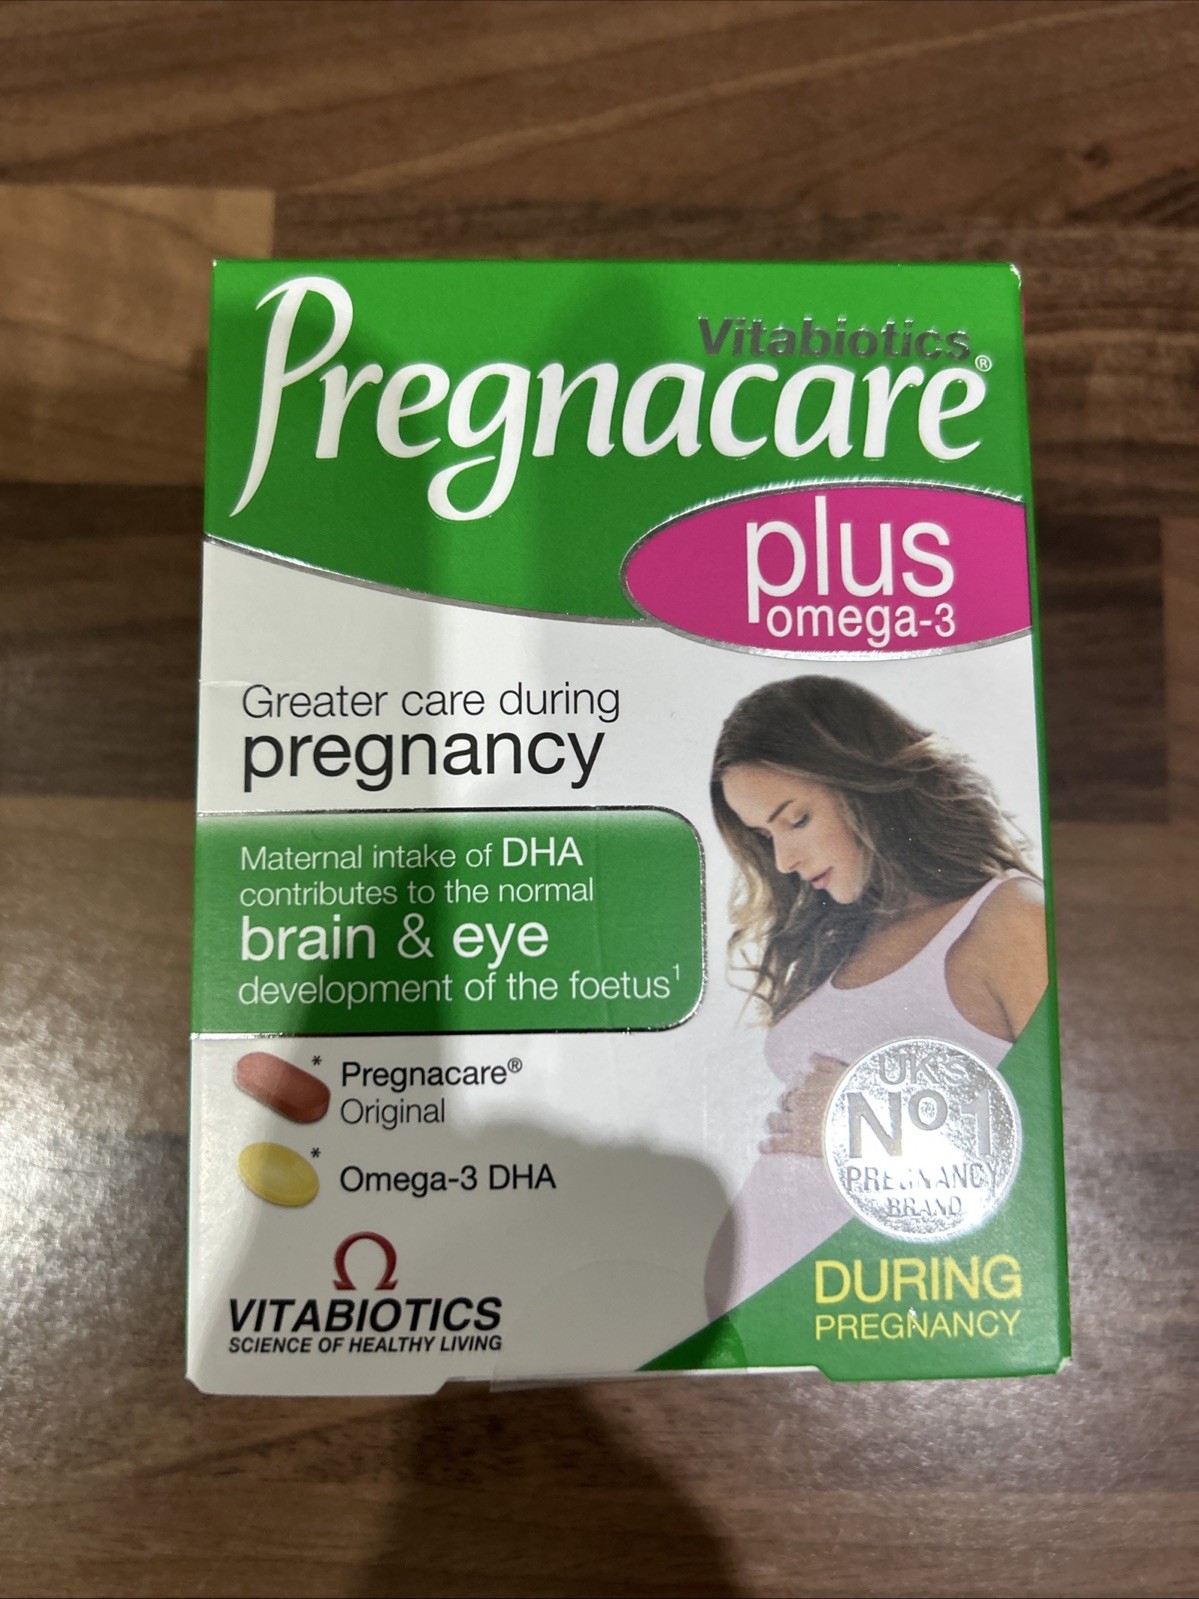 Vitabiotics
Pregnacare®
plus
omega-3
Greater care during
pregnancy
Maternal intake of DHA
contributes to the normal
brain & eye
development of the foetus¹
* Pregnacare®
Original
* Omega-3 DHA
UK's
Nº1
PREGNANCY
BRAND
VITABIOTICS
SCIENCE OF HEALTHY LIVING
DURING
PREGNANCY